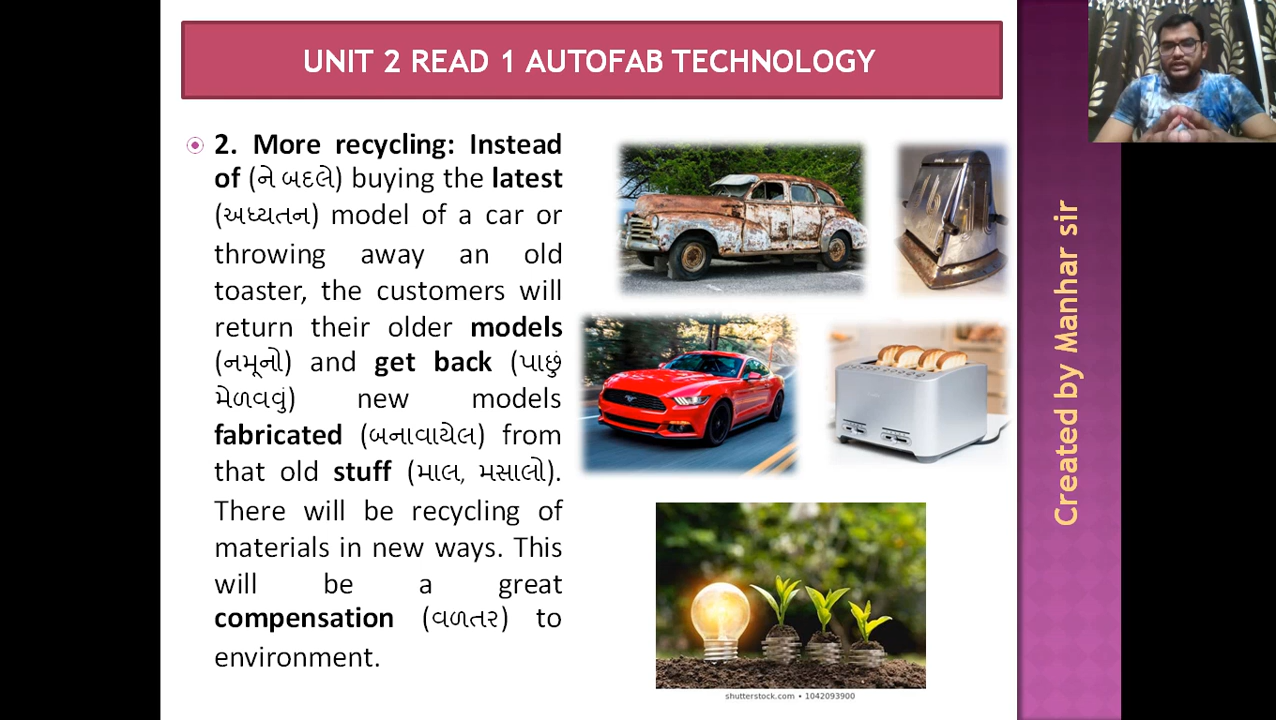 UNIT 2 READ 1 AUTOFAB TECHNOLOGY
2. More recycling: Instead
of (ને બદલે) buying the latest
(અધ્યતન) model of a car or
throwing away an old
toaster, the customers will
return their older models
(નમૂનો) and get back (પાછું
મેળવવું) new models
fabricated (બનાવાયેલ) from
that old stuff (માલ, મસાલો).
There will be recycling of
materials in new ways. This
will be a great
compensation (વળતર) to
environment.
shutterstock.com • 1042093900
Created by Manhar sir